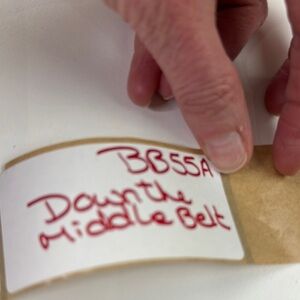 BB55A
Down the
Middle Belt